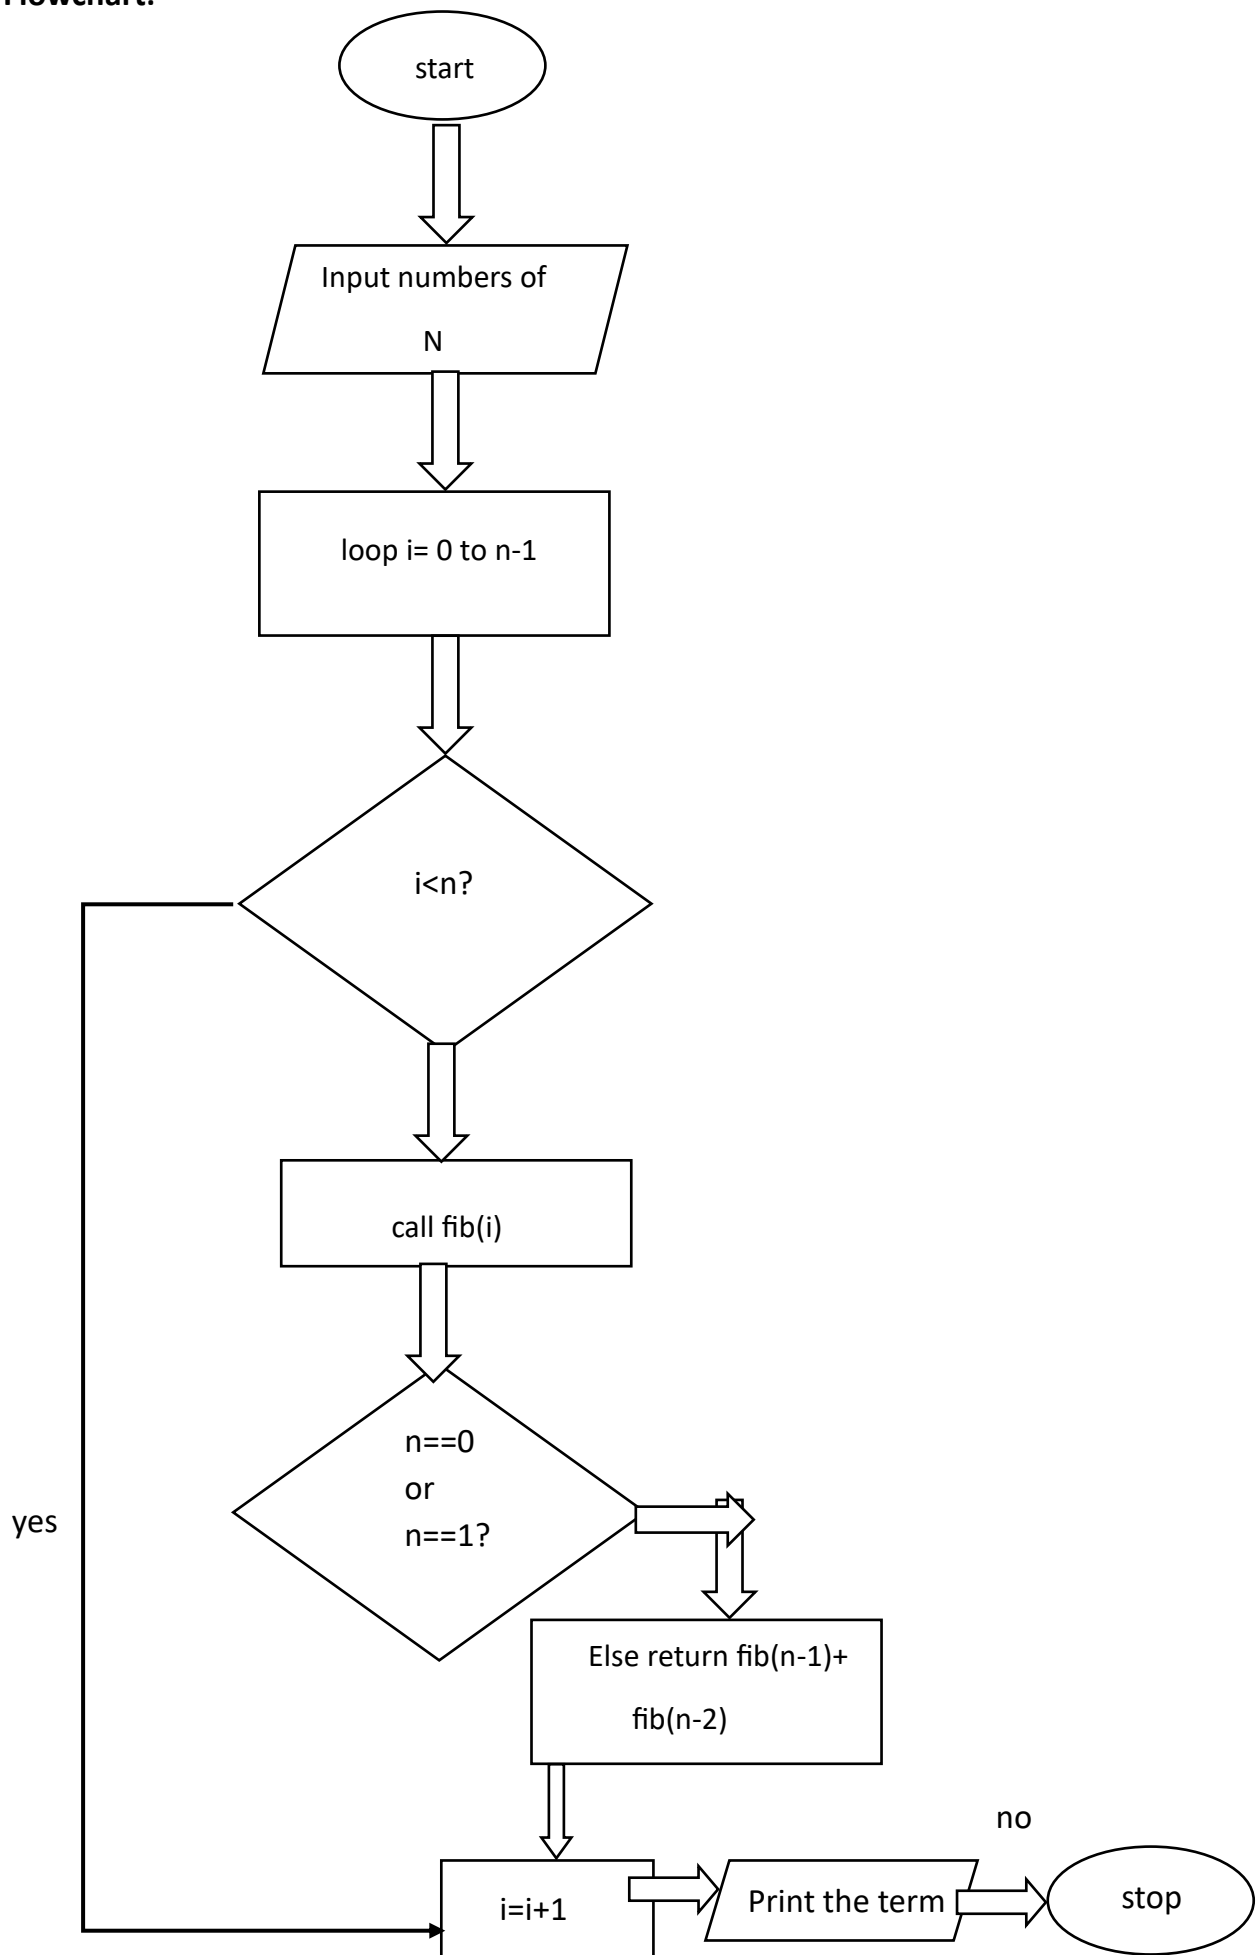 Flowchart:
start
Input numbers of
N
loop i= 0 to n-1
i<n?
call fib(i)
n==0
or
n==1?
yes
Else return fib(n-1)+
fib(n-2)
no
i=i+1
Print the term
stop